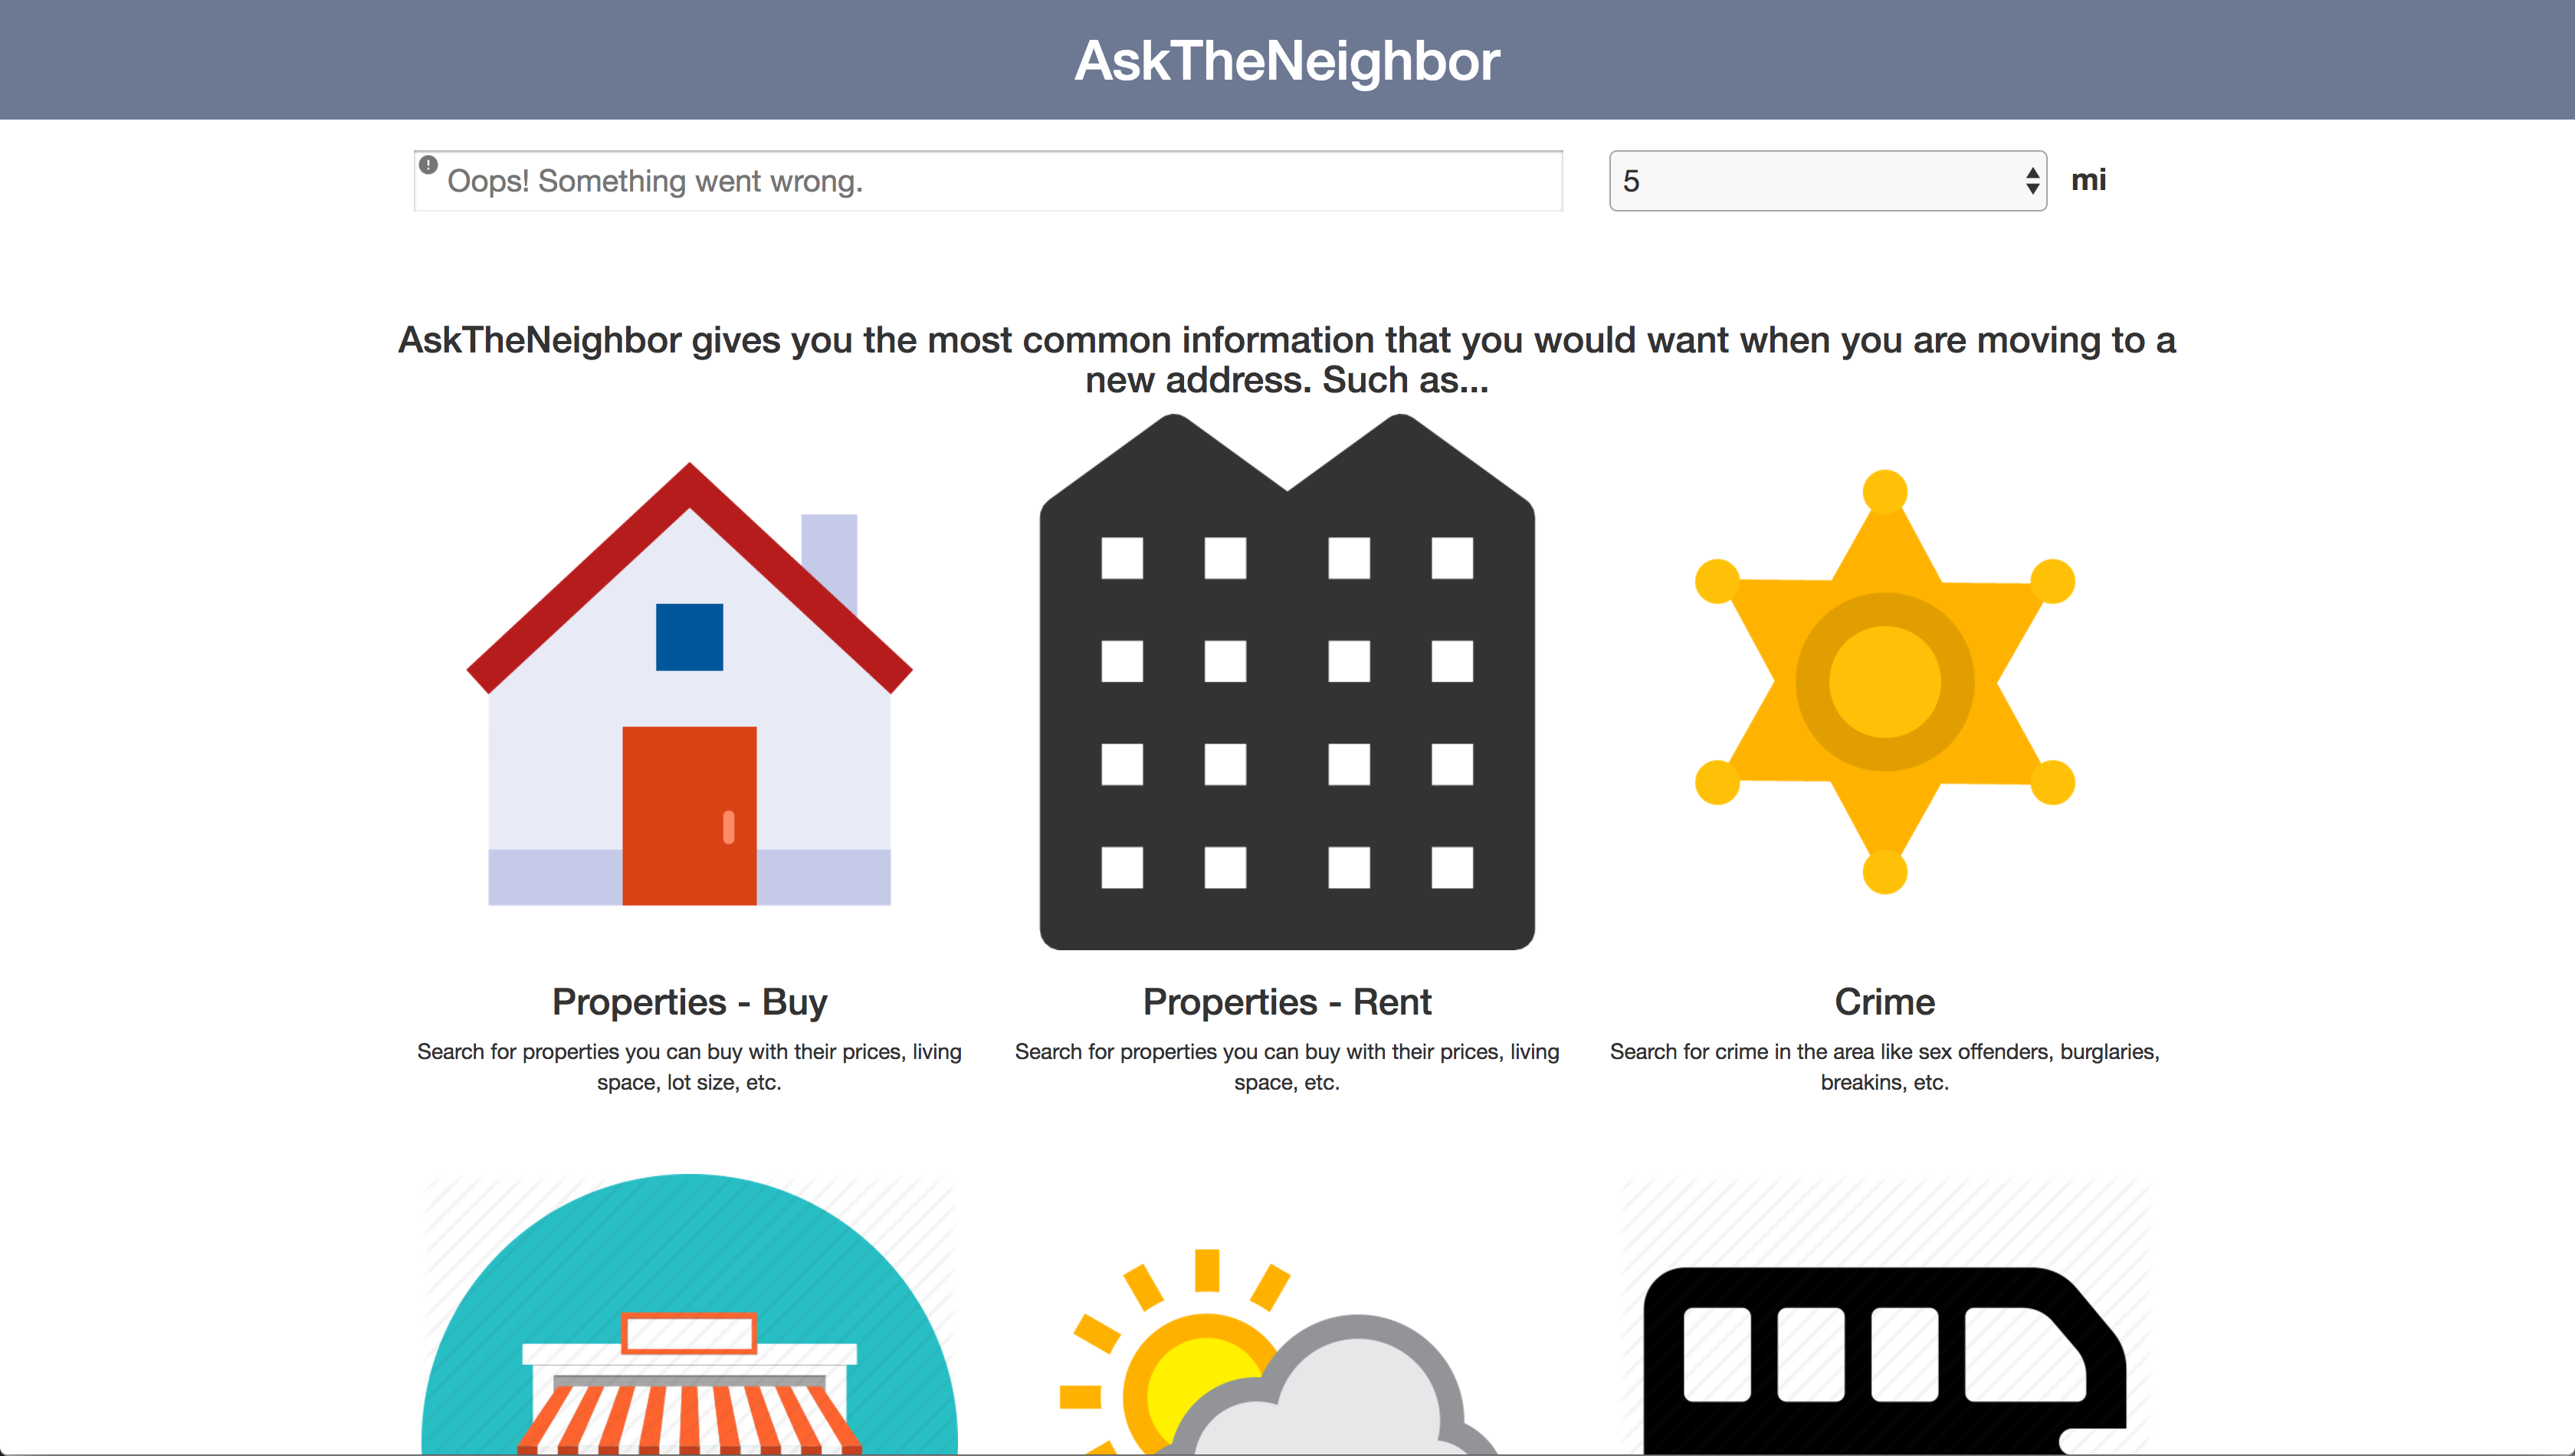 AskTheNeighbor
Oops! Something went wrong.
5
mi
AskTheNeighbor gives you the most common information that you would want when you are moving to a
new address. Such as...
Properties - Buy
Search for properties you can buy with their prices, living
space, lot size, etc.
Properties - Rent
Search for properties you can buy with their prices, living
space, etc.
Crime
Search for crime in the area like sex offenders, burglaries,
breakins, etc.